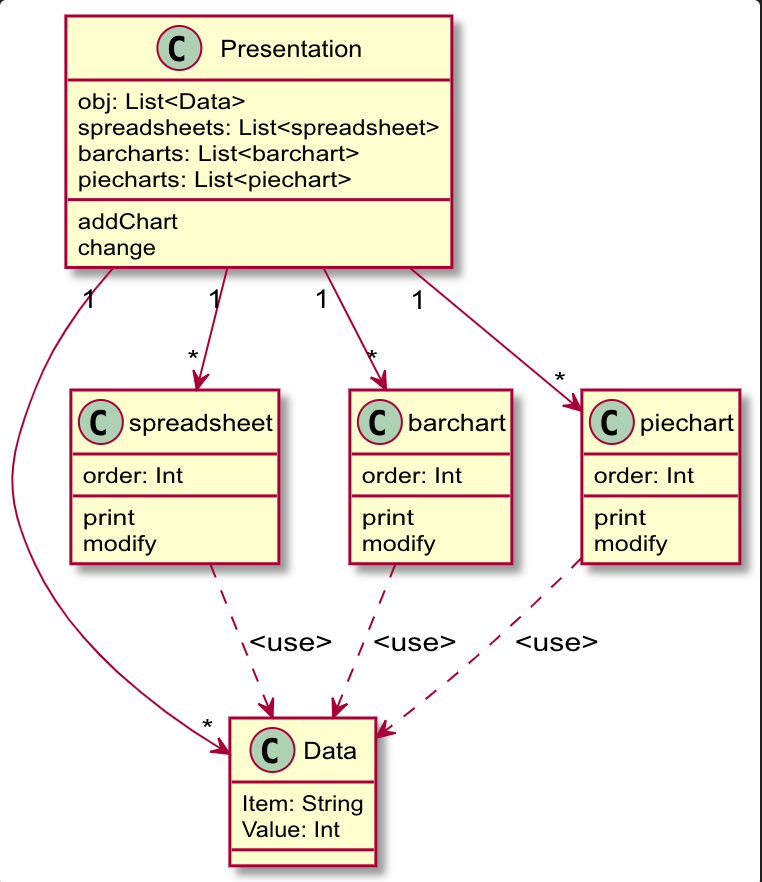 C Presentation
obj: List<Data>
spreadsheets: List<spreadsheet>
barcharts: List<barchart>
piecharts: List<piechart>
addChart
change
1 1 1 1
* * *
C spreadsheet
order: Int
print
modify
C barchart
order: Int
print
modify
C piechart
order: Int
print
modify
<use> <use> <use>
*
C Data
Item: String
Value: Int